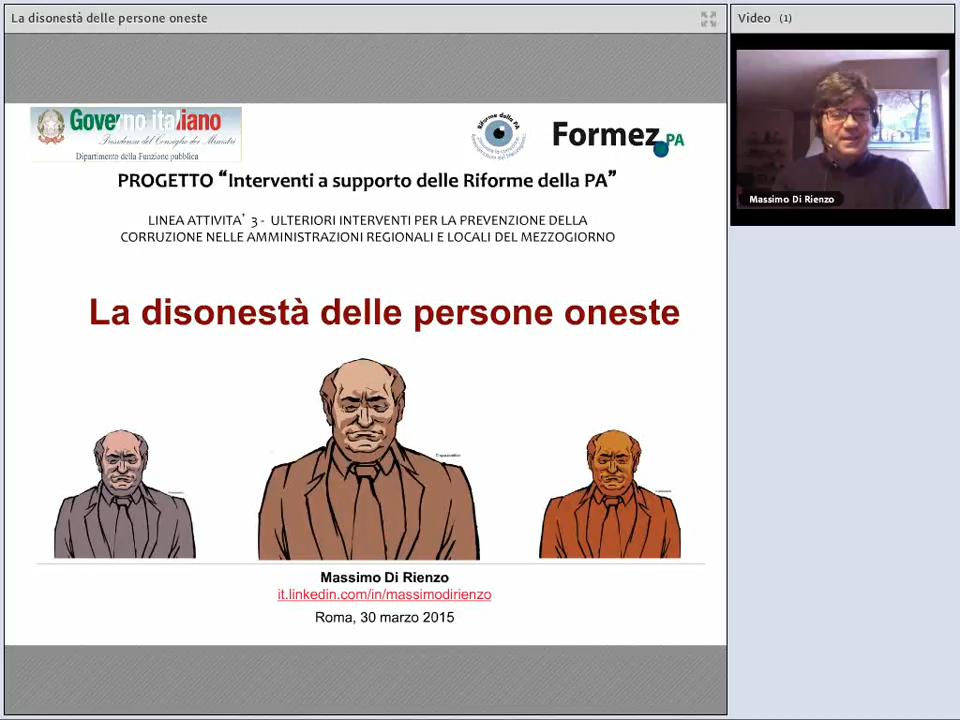 La disonestà delle persone oneste
Video (1)
Governo italiano
Presidenza del Consiglio dei Ministri
Dipartimento della Funzione pubblica
Riforme della PA
Formez PA
PROGETTO “Interventi a supporto delle Riforme della PA”
LINEA ATTIVITA’ 3 - ULTERIORI INTERVENTI PER LA PREVENZIONE DELLA
CORRUZIONE NELLE AMMINISTRAZIONI REGIONALI E LOCALI DEL MEZZOGIORNO
Massimo Di Rienzo
La disonestà delle persone oneste
Massimo Di Rienzo
it.linkedin.com/in/massimodirienzo
Roma, 30 marzo 2015